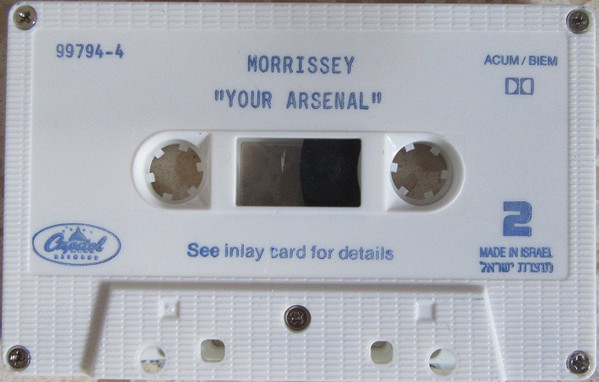 99794-4
MORRISSEY
"YOUR ARSENAL"
ACUM / BIEM
Capitol
RECORDS
See inlay card for details
2
MADE IN ISRAEL
תוצרת ישראל